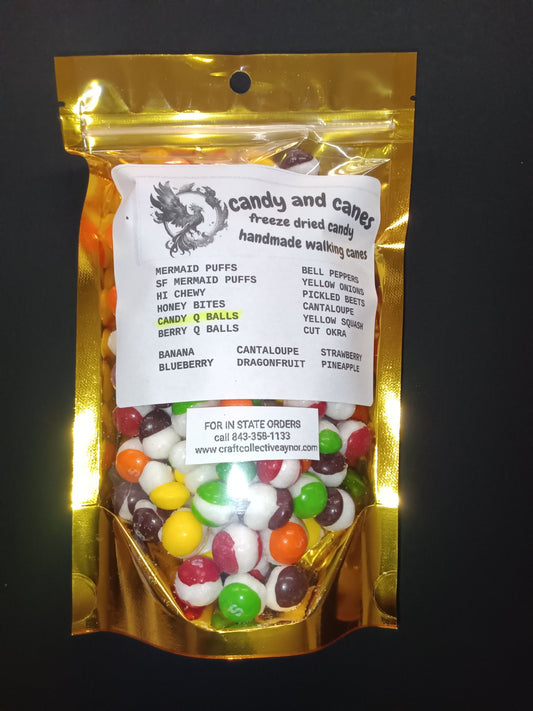 candy and canes
freeze dried candy
handmade walking canes
MERMAID PUFFS
SF MERMAID PUFFS
HI CHEWY
HONEY BITES
CANDY Q BALLS
BERRY Q BALLS
BELL PEPPERS
YELLOW ONIONS
PICKLED BEETS
CANTALOUPE
YELLOW SQUASH
CUT OKRA
BANANA CANTALOUPE STRAWBERRY
BLUEBERRY DRAGONFRUIT PINEAPPLE
FOR IN STATE ORDERS
call 843-358-1133
www.craftcollectiveaynor.com
S